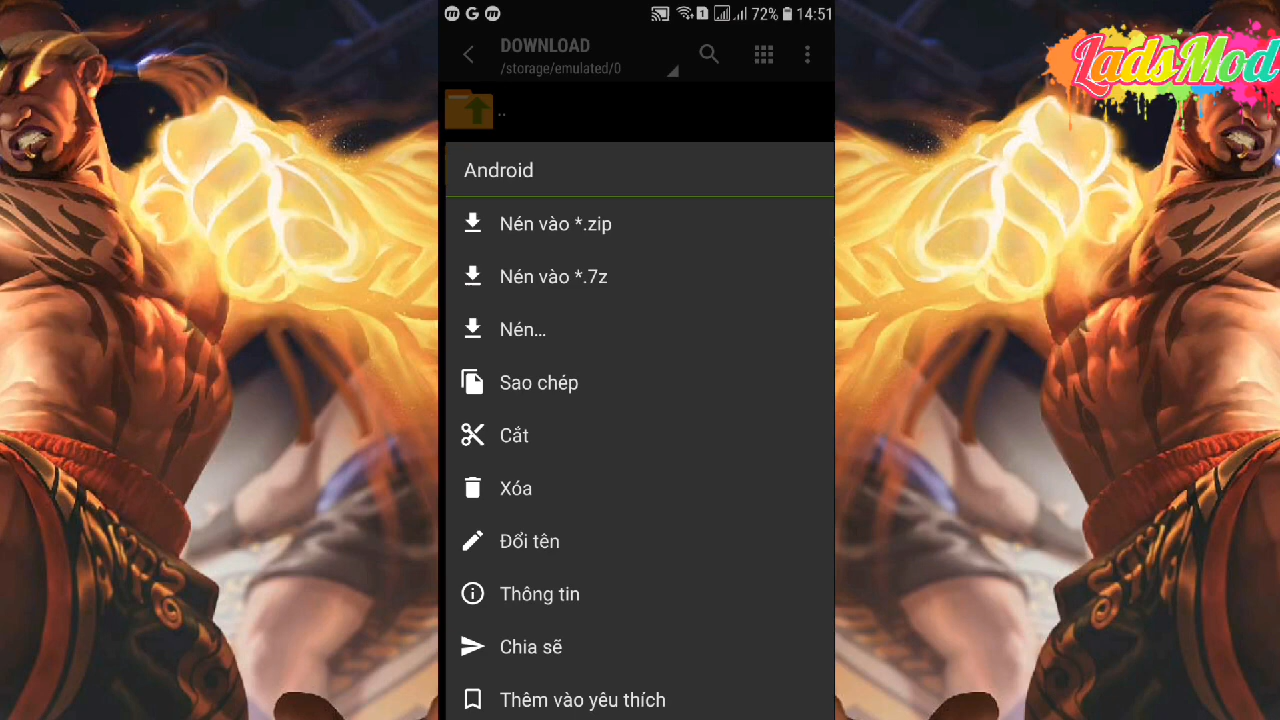 72% 14:51
DOWNLOAD
/storage/emulated/0
..
LadsMod
Android
Nén vào *.zip
Nén vào *.7z
Nén...
Sao chép
Cắt
Xóa
Đổi tên
Thông tin
Chia sẽ
Thêm vào yêu thích